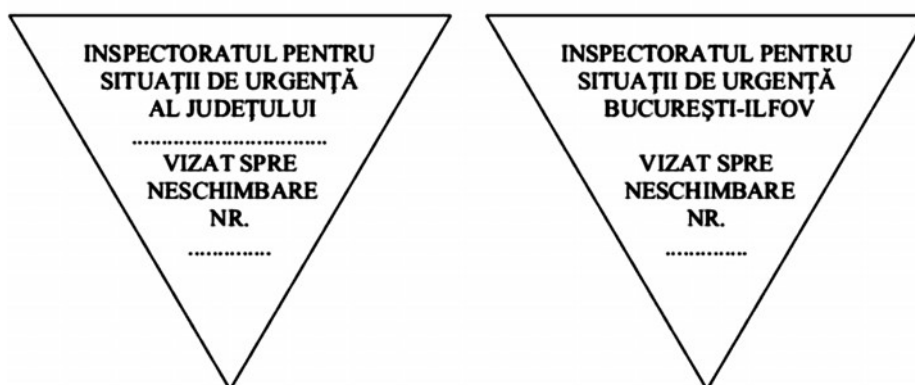 INSPECTORATUL PENTRU
SITUAŢII DE URGENŢĂ
AL JUDEŢULUI
.................................
VIZAT SPRE
NESCHIMBARE
NR.
..............
INSPECTORATUL PENTRU
SITUAŢII DE URGENŢĂ
BUCUREŞTI-ILFOV
VIZAT SPRE
NESCHIMBARE
NR.
..............